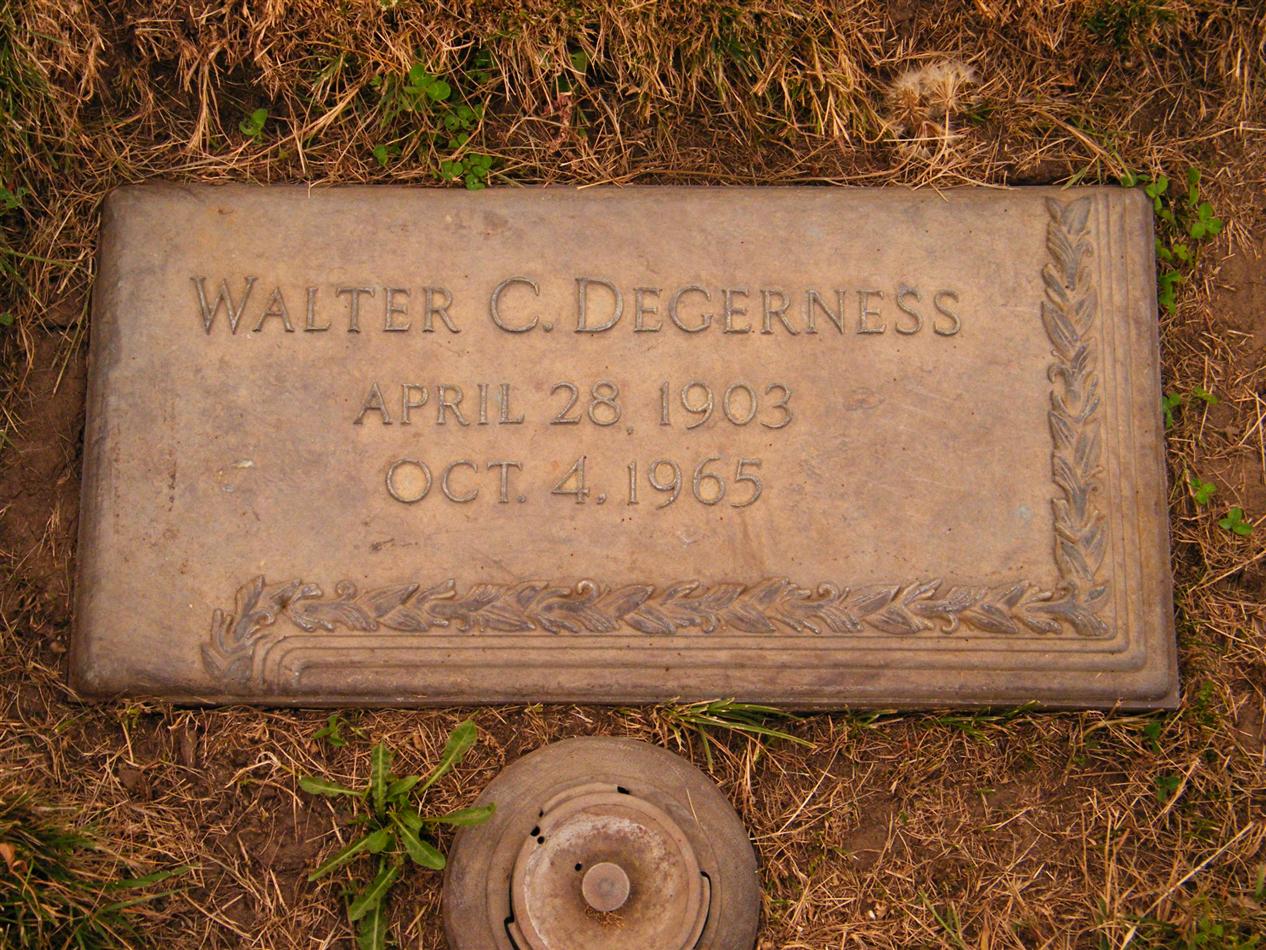 WALTER C. DEGERNESS
APRIL 28, 1903
OCT. 4, 1965